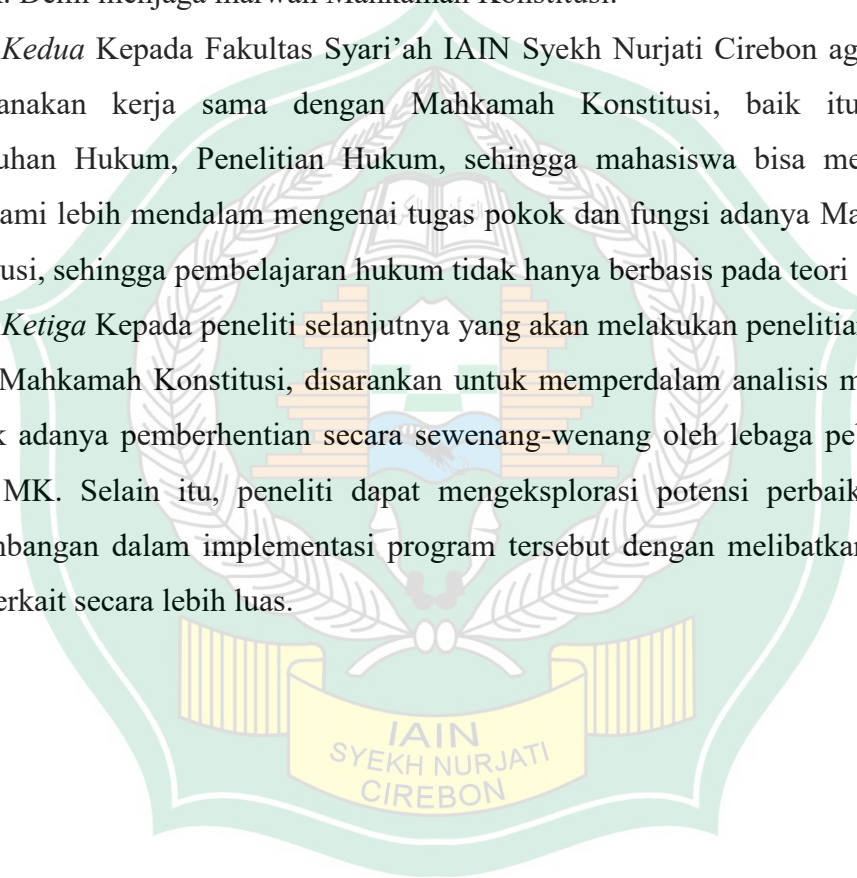 Demi menjaga marwah Mahkamah Konstitusi.
Kedua Kepada Fakultas Syari’ah IAIN Syekh Nurjati Cirebon ag
anakan kerja sama dengan Mahkamah Konstitusi, baik itu
uhan Hukum, Penelitian Hukum, sehingga mahasiswa bisa me
ami lebih mendalam mengenai tugas pokok dan fungsi adanya Ma
usi, sehingga pembelajaran hukum tidak hanya berbasis pada teori
Ketiga Kepada peneliti selanjutnya yang akan melakukan penelitian
Mahkamah Konstitusi, disarankan untuk memperdalam analisis m
k adanya pemberhentian secara sewenang-wenang oleh lebaga pe
MK. Selain itu, peneliti dapat mengeksplorasi potensi perbaik
mbangan dalam implementasi program tersebut dengan melibatkan
erkait secara lebih luas.
IAIN
SYEKH NURJATI
CIREBON